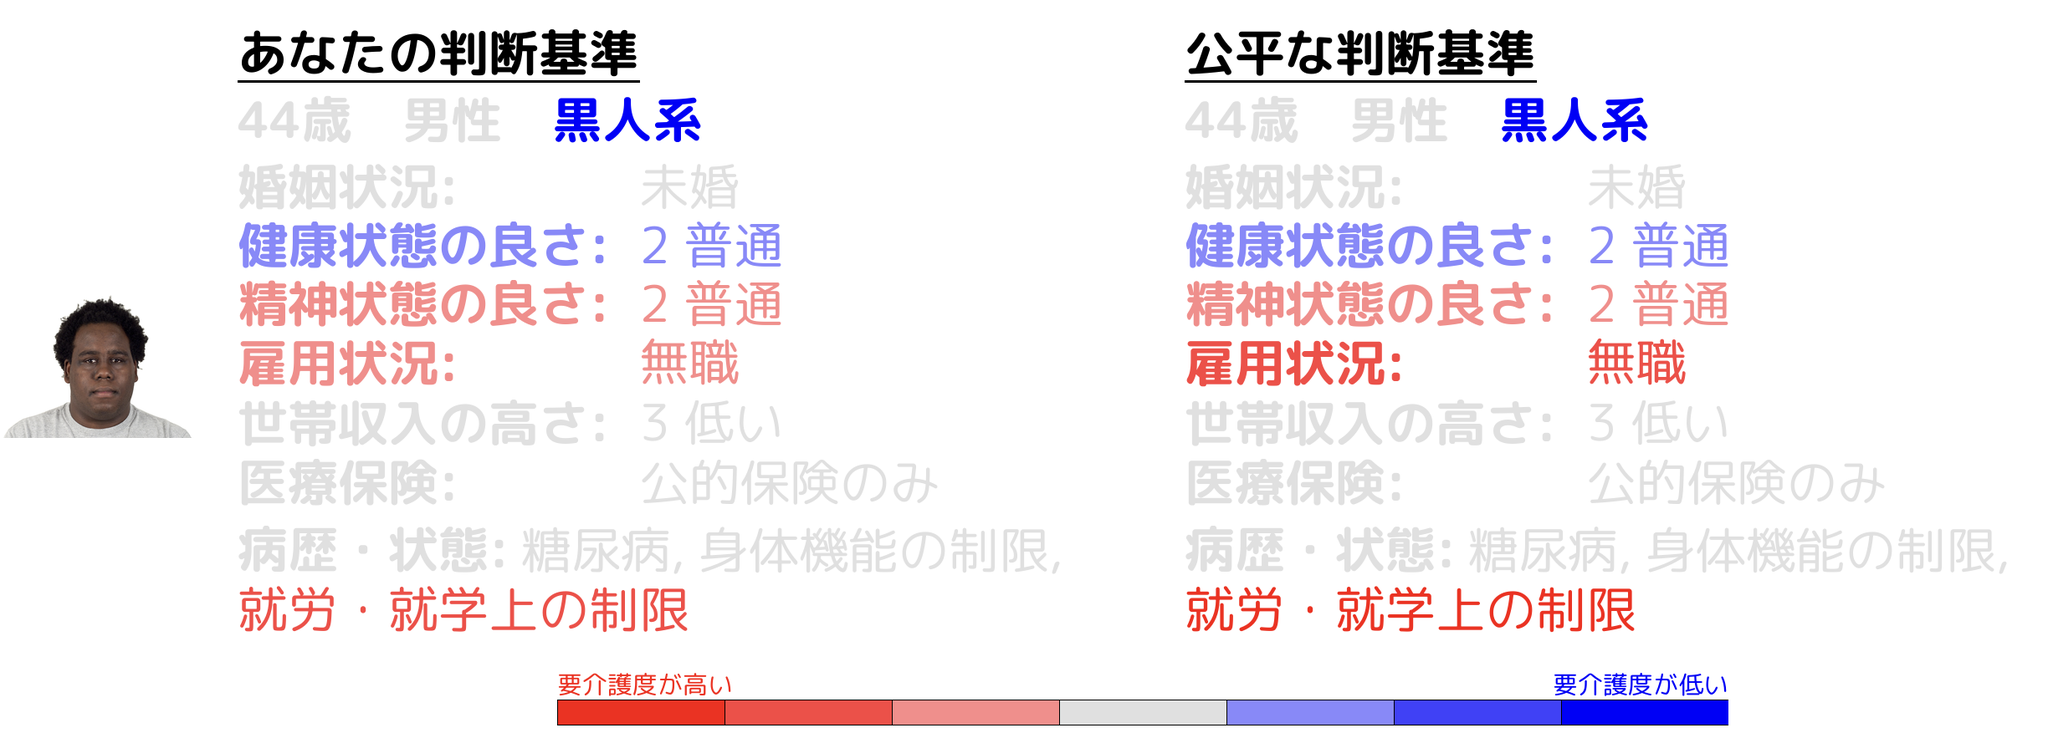 あなたの判断基準
44歳 男性 黒人系
婚姻状況: 未婚
健康状態の良さ: 2 普通
精神状態の良さ: 2 普通
雇用状況: 無職
世帯収入の高さ: 3 低い
医療保険: 公的保険のみ
病歴・状態: 糖尿病, 身体機能の制限,
就労・就学上の制限
公平な判断基準
44歳 男性 黒人系
婚姻状況: 未婚
健康状態の良さ: 2 普通
精神状態の良さ: 2 普通
雇用状況: 無職
世帯収入の高さ: 3 低い
医療保険: 公的保険のみ
病歴・状態: 糖尿病, 身体機能の制限,
就労・就学上の制限
要介護度が高い
要介護度が低い